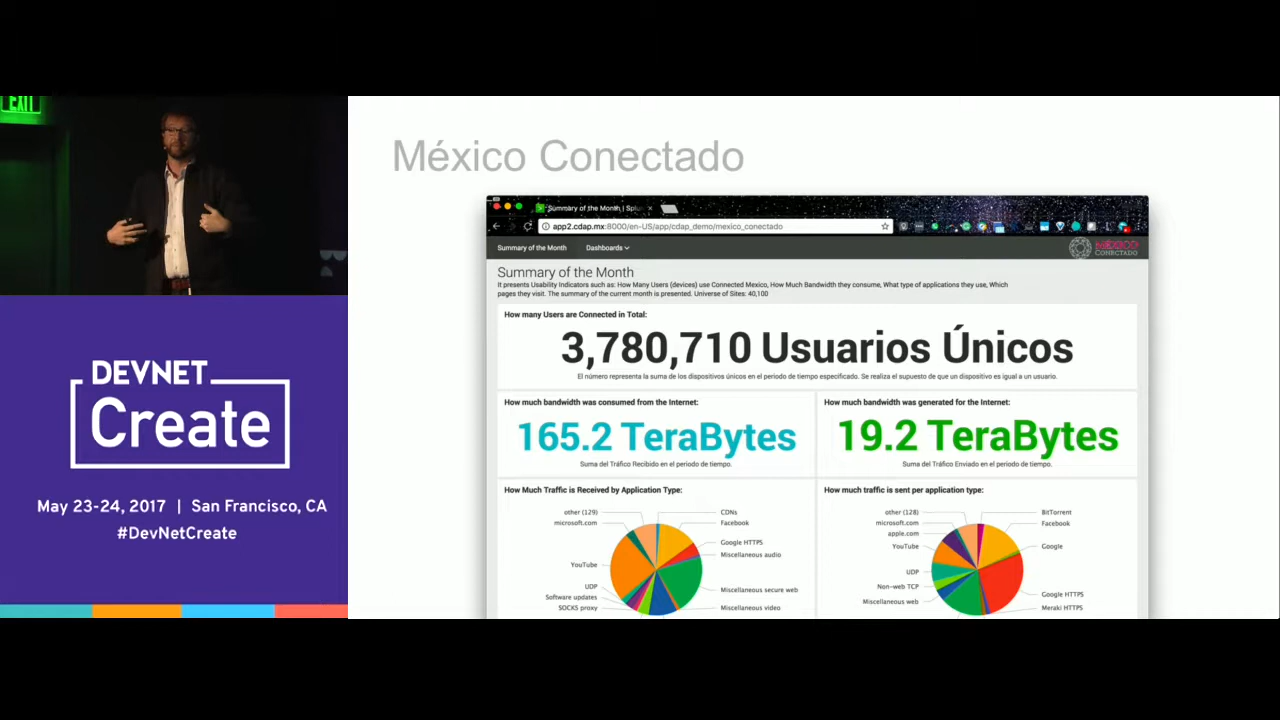 EXIT
DEVNET
Create
May 23-24, 2017 | San Francisco, CA
#DevNetCreate
México Conectado
Summary of the Month | Splu
app2.cdap.mx:8000/en-US/app/cdap_demo/mexico_conectado
Summary of the Month
Dashboards
MÉXICO
CONECTADO
Summary of the Month
It presents Usability Indicators such as: How Many Users (devices) use Connected Mexico, How Much Bandwidth they consume, What type of applications they use, Which
pages they visit. The summary of the current month is presented. Universe of Sites: 40,100
How many Users are Connected in Total:
3,780,710 Usuarios Únicos
El número representa la suma de los dispositivos únicos en el periodo de tiempo especificado. Se realiza el supuesto de que un dispositivo es igual a un usuario.
How much bandwidth was consumed from the Internet:
165.2 TeraBytes
Suma del Tráfico Recibido en el periodo de tiempo.
How much bandwidth was generated for the Internet:
19.2 TeraBytes
Suma del Tráfico Enviado en el periodo de tiempo.
How Much Traffic is Received by Application Type:
other (129)
microsoft.com
YouTube
UDP
Software updates
SOCKS proxy
CDNs
Facebook
Google HTTPS
Miscellaneous audio
Miscellaneous secure web
Miscellaneous video
How much traffic is sent per application type:
other (128)
microsoft.com
apple.com
YouTube
UDP
Non-web TCP
Miscellaneous web
BitTorrent
Facebook
Google
Google HTTPS
Meraki HTTPS